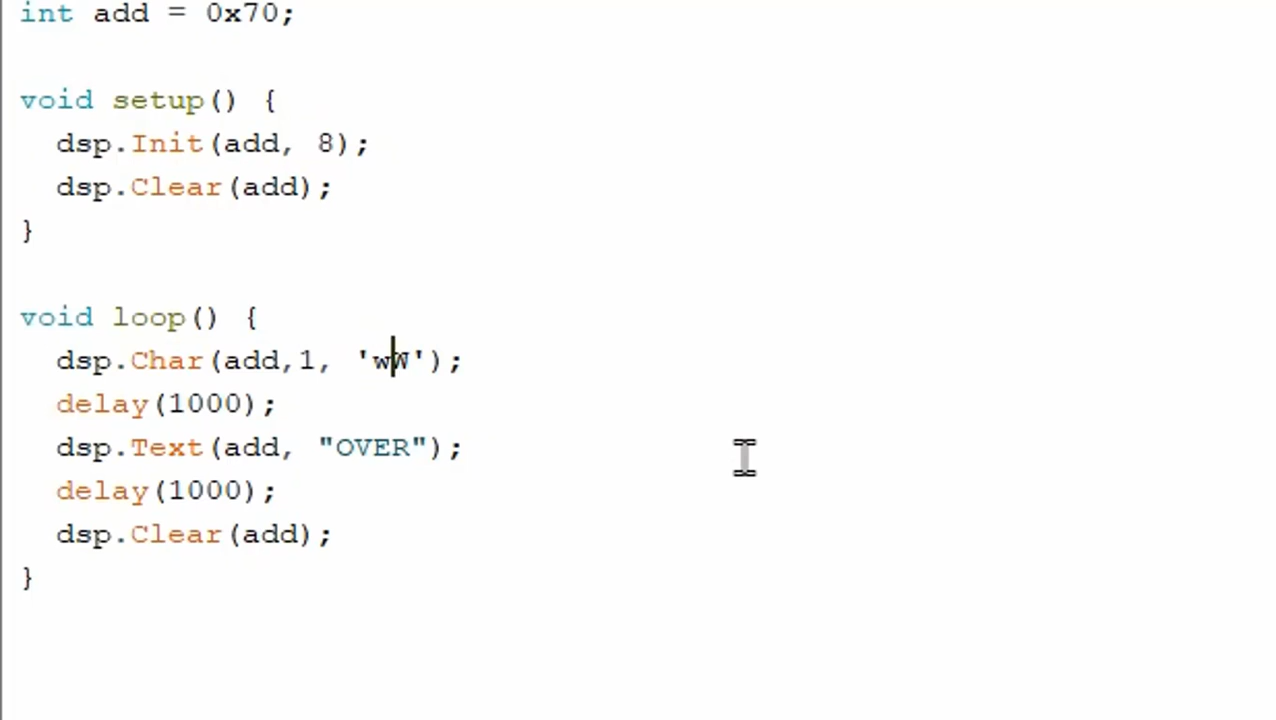 int add = 0x70;
void setup() {
dsp.Init(add, 8);
dsp.Clear(add);
}
void loop() {
dsp.Char(add,1, 'wW');
delay(1000);
dsp.Text(add, "OVER");
delay(1000);
dsp.Clear(add);
}